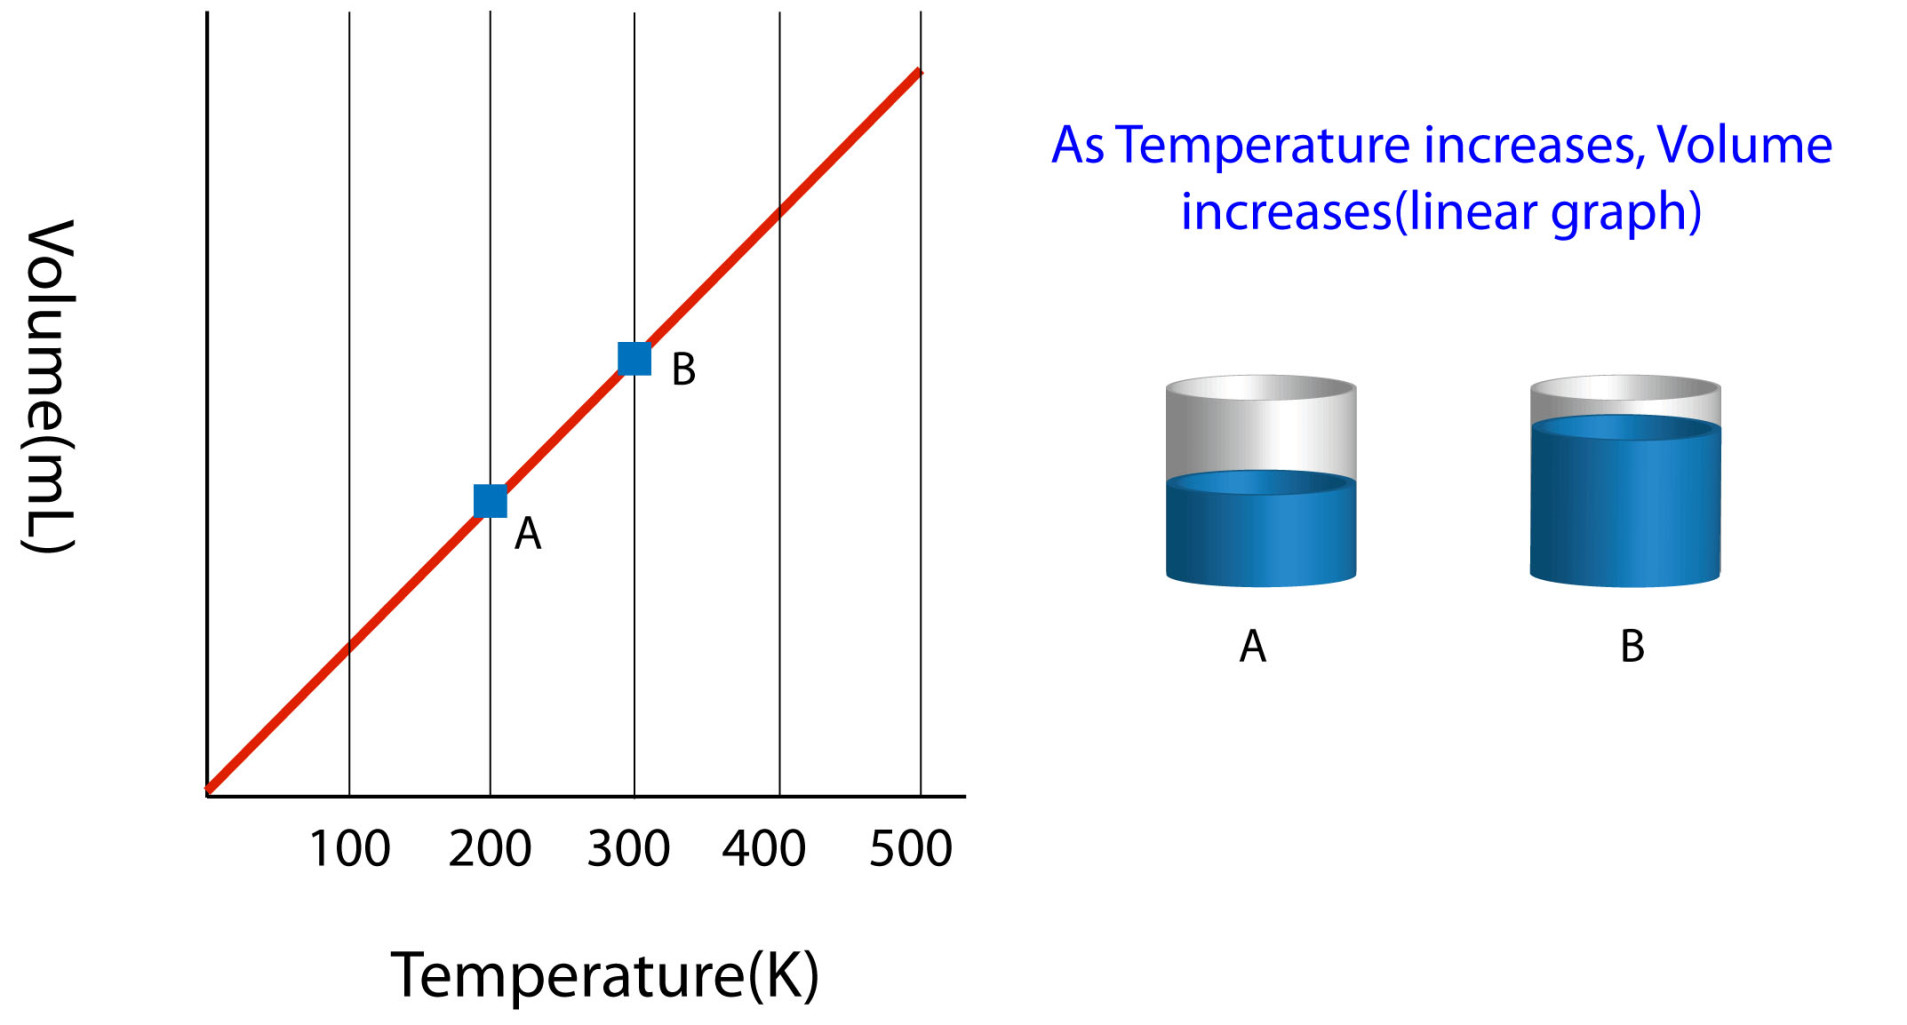 Volume(mL)
B
A
100 200 300 400 500
Temperature(K)
As Temperature increases, Volume
increases(linear graph)
A B